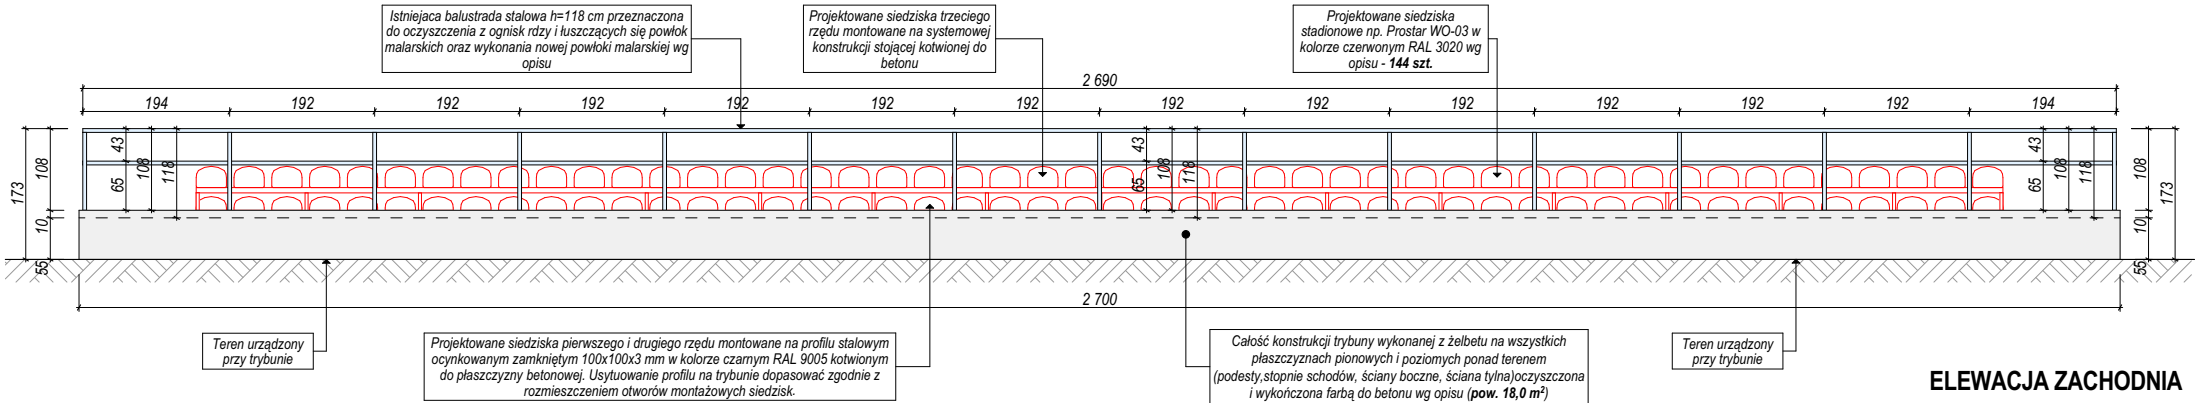 Istniejaca balustrada stalowa h=118 cm przeznaczona
do oczyszczenia z ognisk rdzy i łuszczących się powłok
malarskich oraz wykonania nowej powłoki malarskiej wg
opisu
Projektowane siedziska trzeciego
rzędu montowane na systemowej
konstrukcji stojącej kotwionej do
betonu
Projektowane siedziska
stadionowe np. Prostar WO-03 w
kolorze czerwonym RAL 3020 wg
opisu - 144 szt.
2 690
194 192 192 192 192 192 192 192 192 192 192 192 192 194
173 108 10 55 43 65 108 118
43 65 108 118
43 65 108 118 108 10 55 173
2 700
Teren urządzony
przy trybunie
Projektowane siedziska pierwszego i drugiego rzędu montowane na profilu stalowym
ocynkowanym zamkniętym 100x100x3 mm w kolorze czarnym RAL 9005 kotwionym
do płaszczyzny betonowej. Usytuowanie profilu na trybunie dopasować zgodnie z
rozmieszczeniem otworów montażowych siedzisk.
Całość konstrukcji trybuny wykonanej z żelbetu na wszystkich
płaszczyznach pionowych i poziomych ponad terenem
(podesty,stopnie schodów, ściany boczne, ściana tylna)oczyszczona
i wykończona farbą do betonu wg opisu (pow. 18,0 m²)
Teren urządzony
przy trybunie
ELEWACJA ZACHODNIA